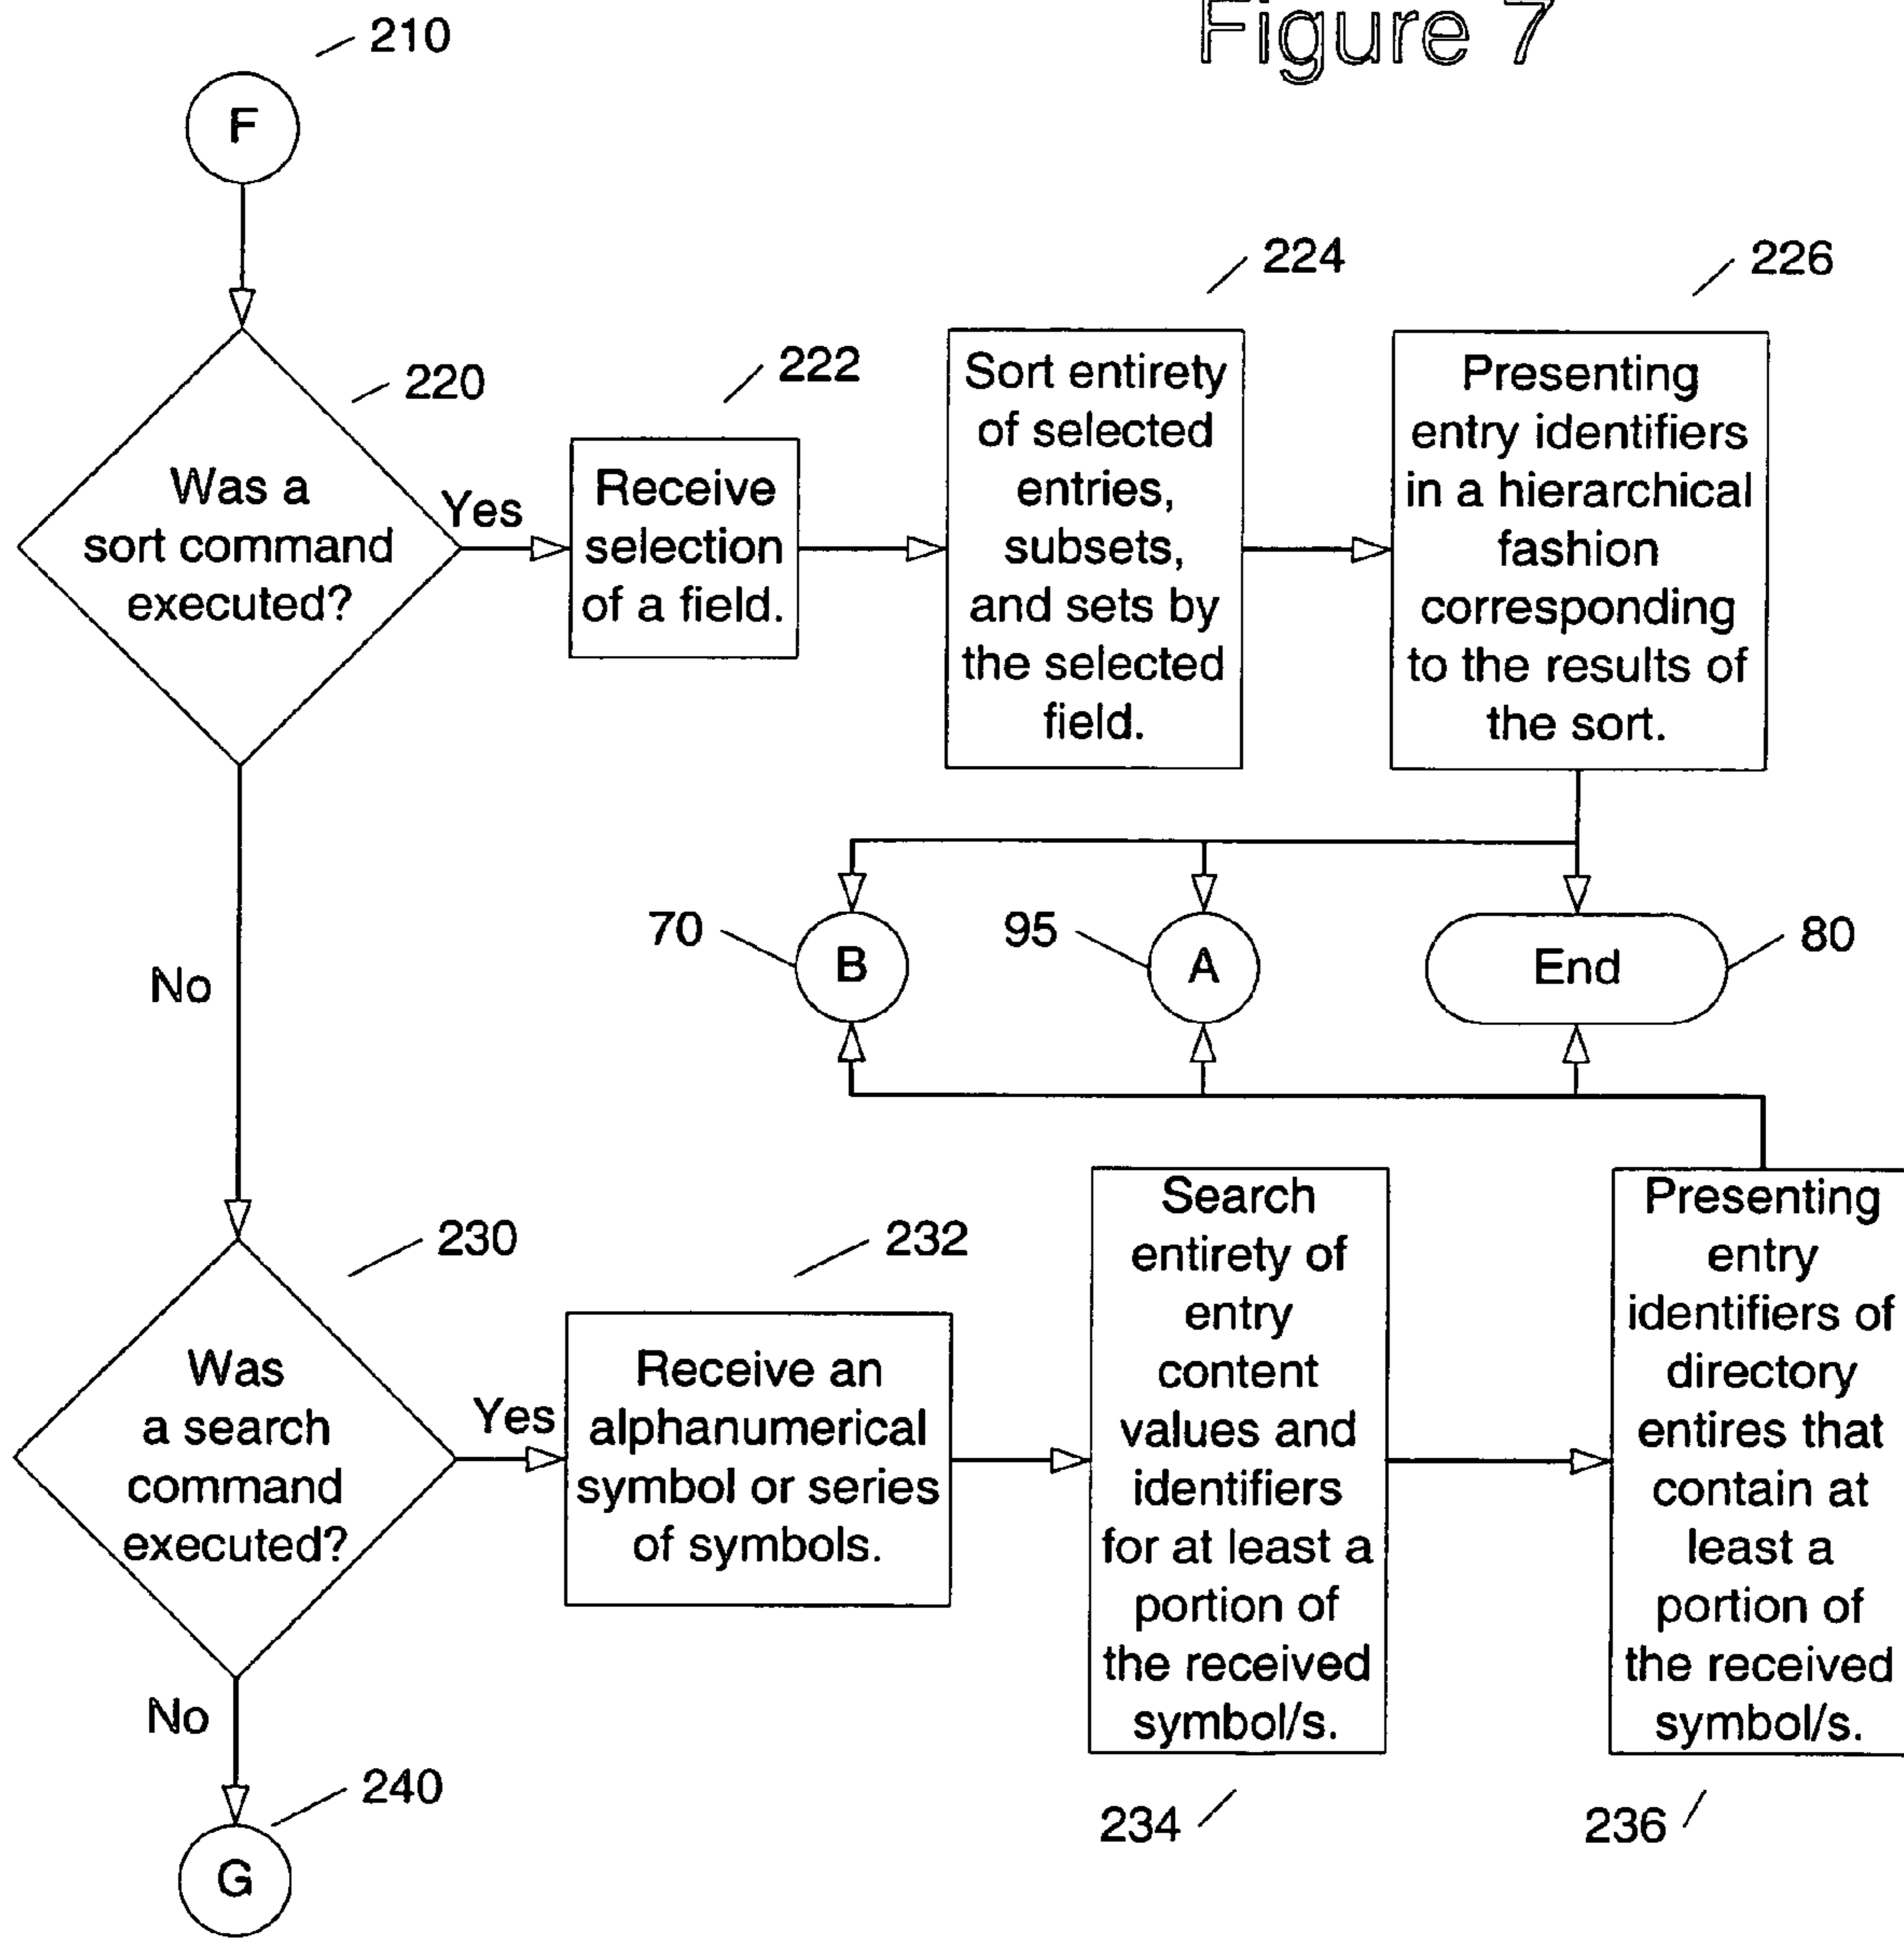 Figure 7
210
F
220
Was a
sort command
executed?
Yes
222
Receive
selection
of a field.
224
Sort entirety
of selected
entries,
subsets,
and sets by
the selected
field.
226
Presenting
entry identifiers
in a hierarchical
fashion
corresponding
to the results of
the sort.
No
70
B
95
A
End
80
230
Was
a search
command
executed?
Yes
232
Receive an
alphanumerical
symbol or series
of symbols.
Search
entirety of
entry
content
values and
identifiers
for at least a
portion of
the received
symbol/s.
234
Presenting
entry
identifiers of
directory
entires that
contain at
least a
portion of
the received
symbol/s.
236
No
240
G